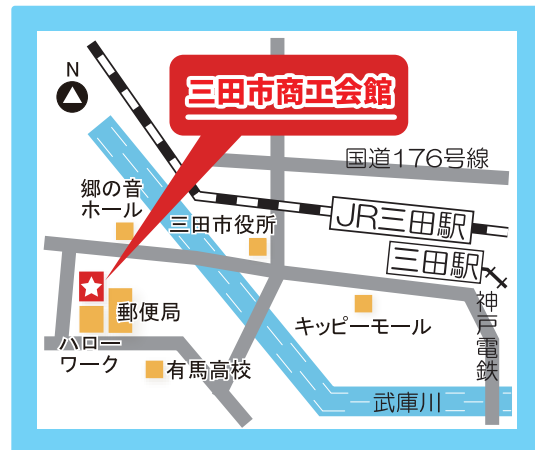 N
三田市商工会館
国道176号線
郷の音
ホール
三田市役所
JR三田駅
三田駅
郵便局
キッピーモール
神戸電鉄
ハロー
ワーク
有馬高校
武庫川